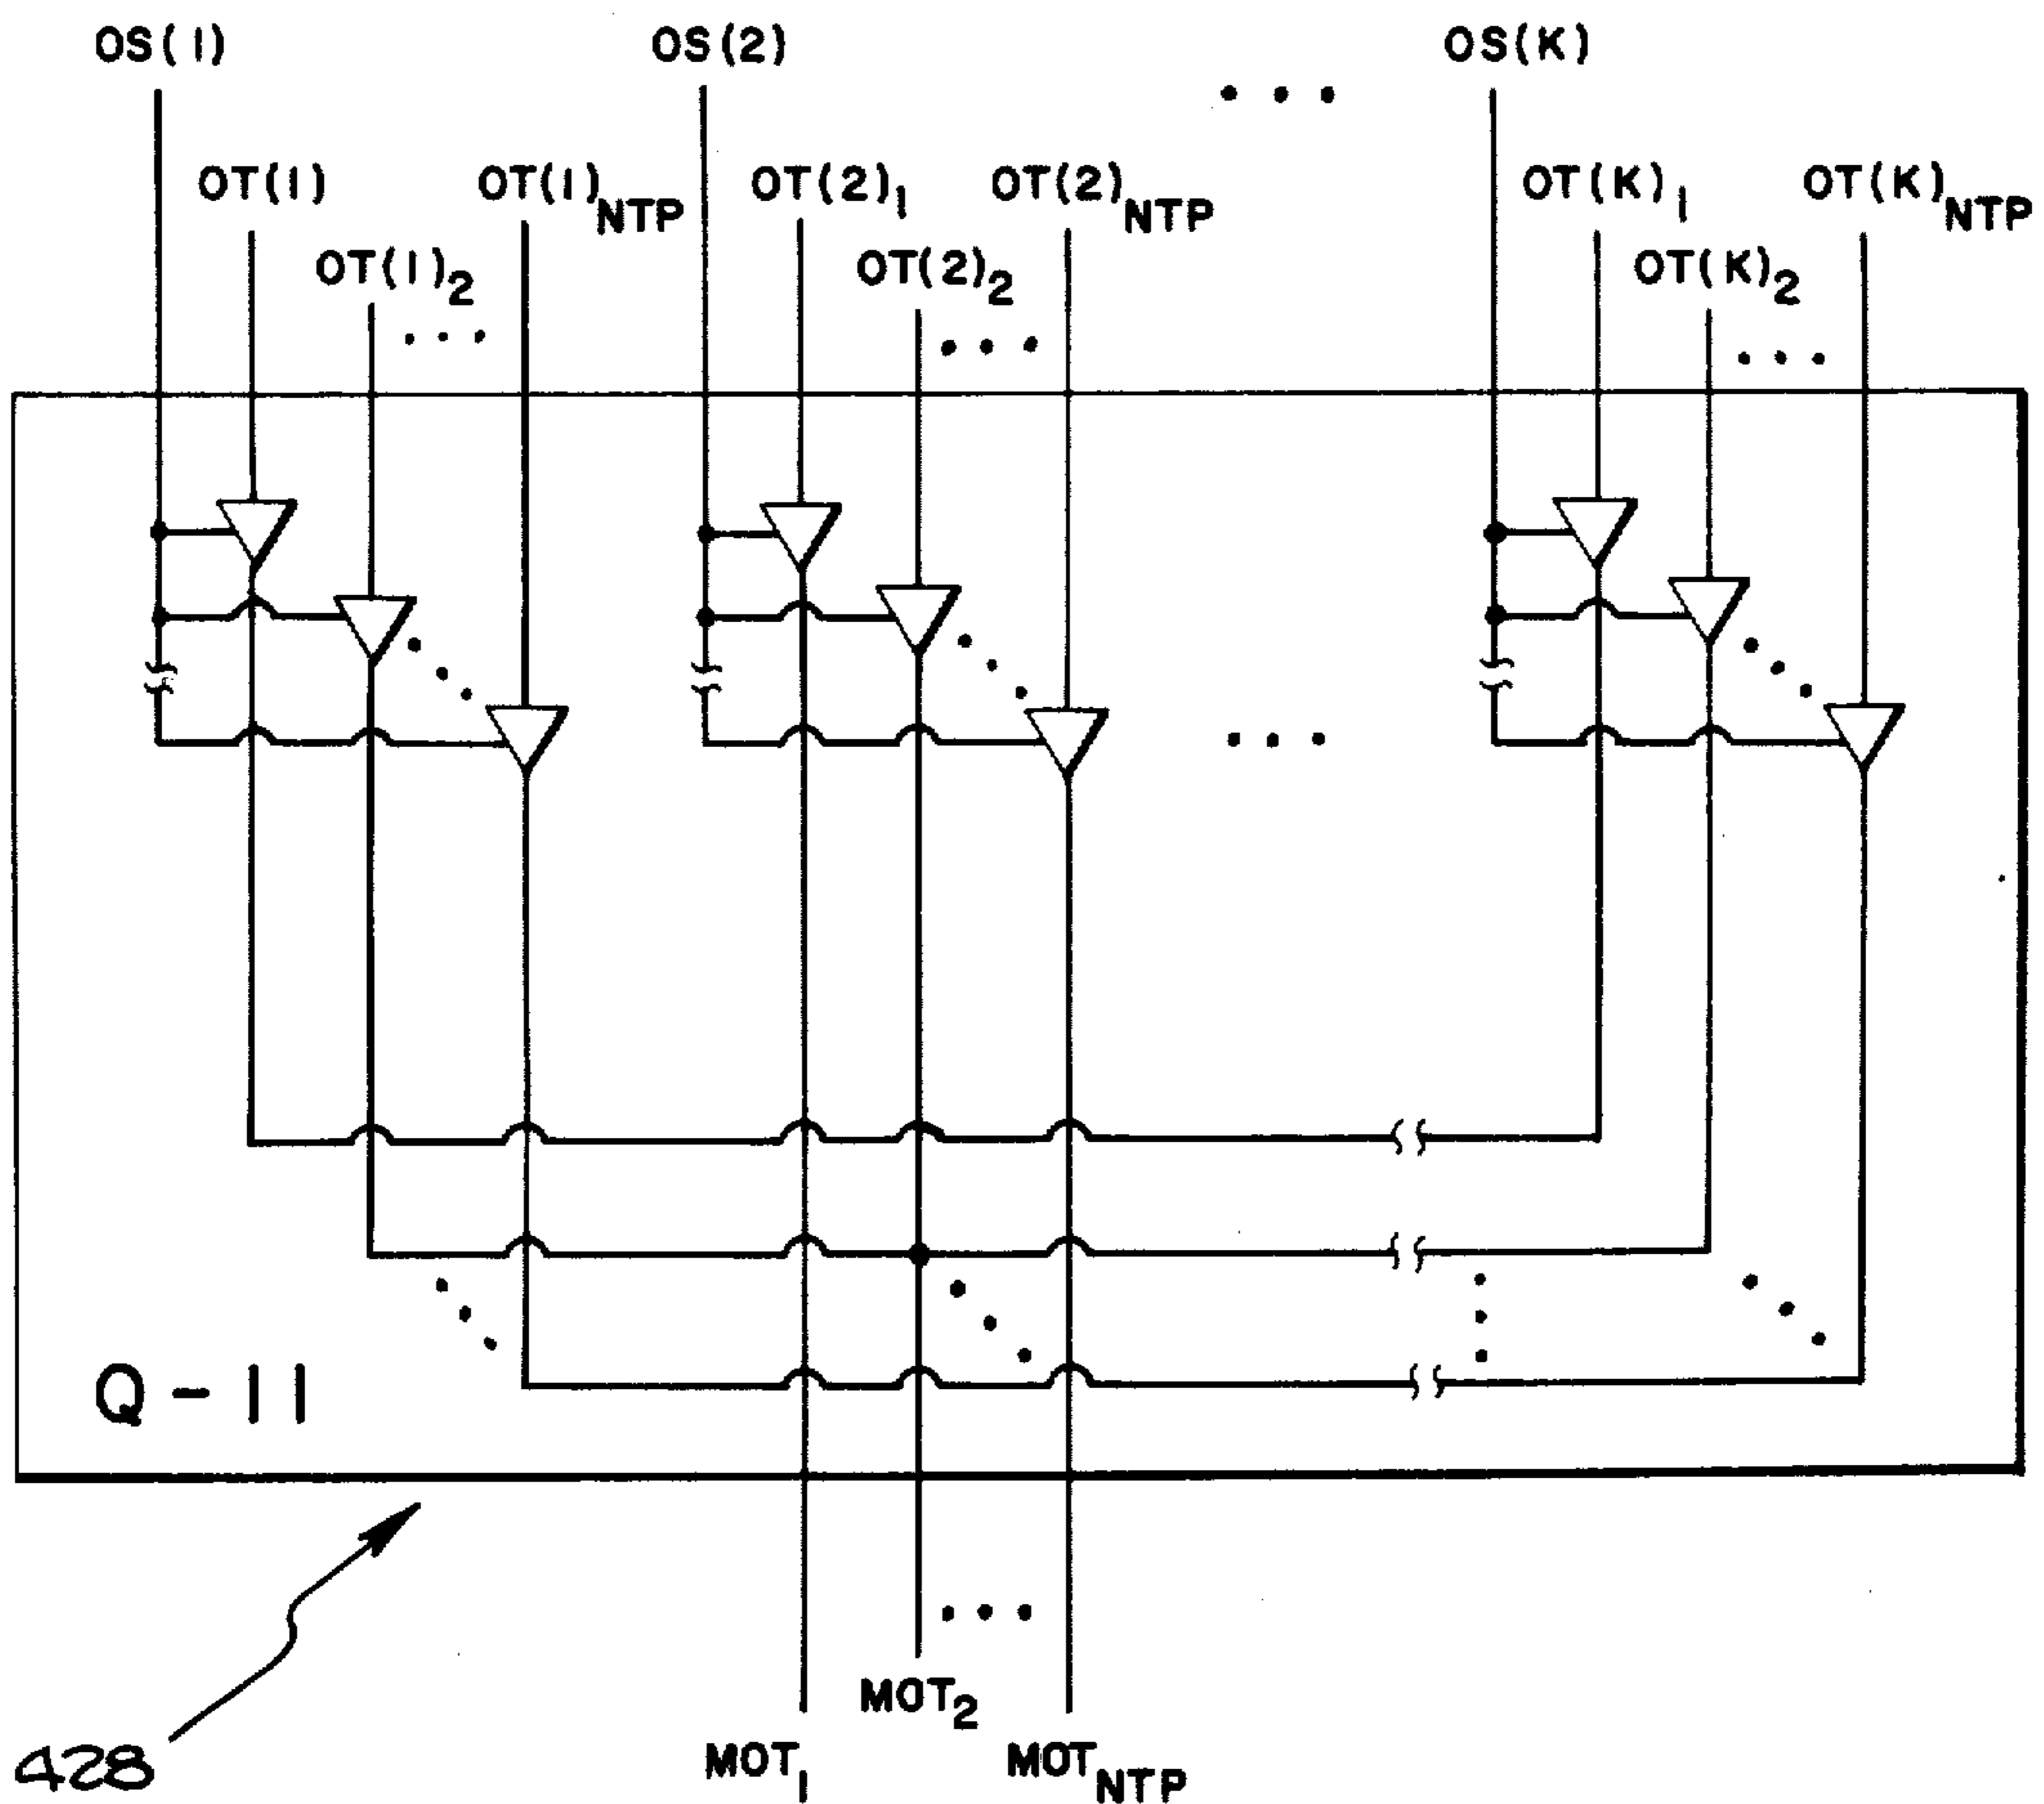 OS(1) OS(2) OS(K)
OT(1) OT(1)NTP OT(2)1 OT(2)NTP OT(K)1 OT(K)NTP
OT(1)2 OT(2)2 OT(K)2
Q-11
MOT2
428 MOT1 MOTNTP